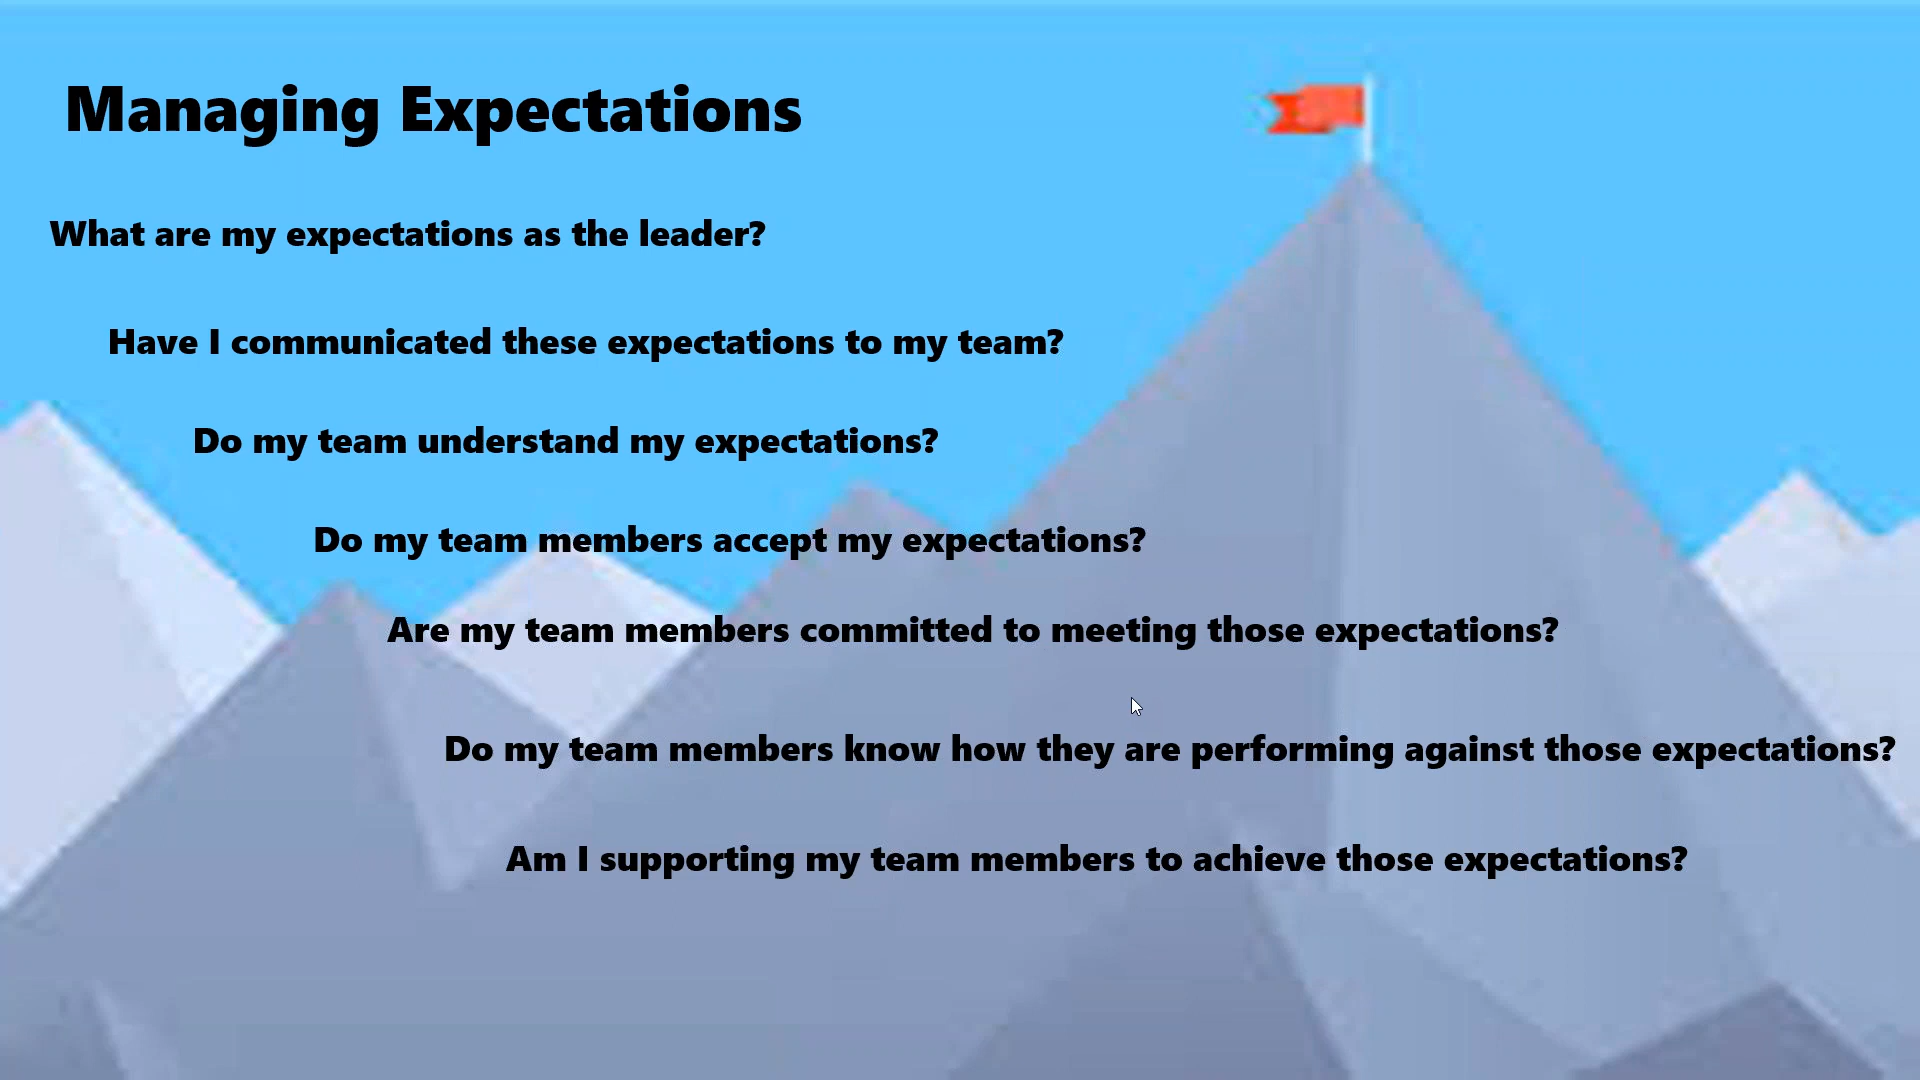 Managing Expectations
What are my expectations as the leader?
Have I communicated these expectations to my team?
Do my team understand my expectations?
Do my team members accept my expectations?
Are my team members committed to meeting those expectations?
Do my team members know how they are performing against those expectations?
Am I supporting my team members to achieve those expectations?